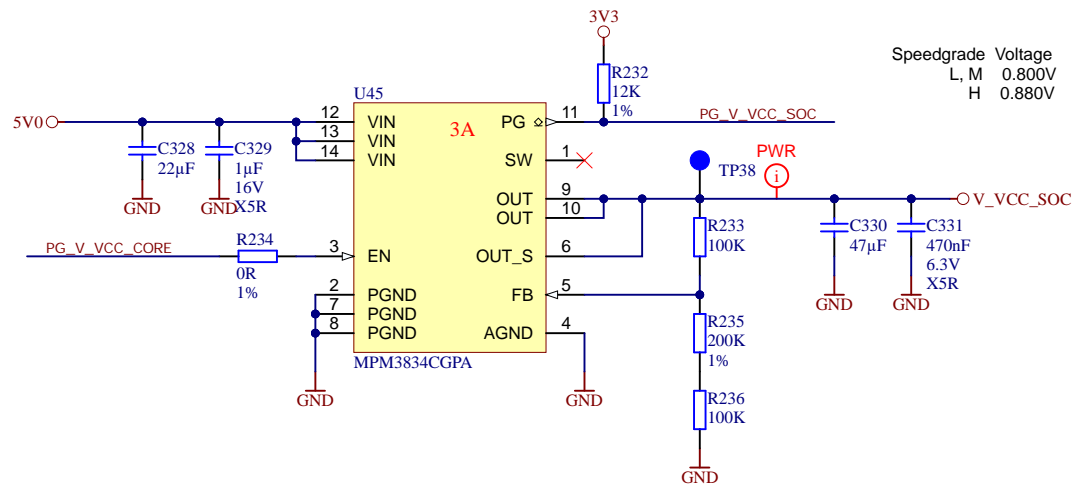 3V3
Speedgrade Voltage
L, M 0.800V
H 0.880V
R232
12K
1%
U45
5V0
12 VIN
13 VIN
14 VIN
3A
PG 11
PG_V_VCC_SOC
C328
22µF
C329
1µF
16V
X5R
GND
GND
SW 1
TP38
PWR
i
OUT 9
OUT 10
V_VCC_SOC
R233
100K
C330
47µF
C331
470nF
6.3V
X5R
PG_V_VCC_CORE
R234
0R
1%
3 EN
OUT_S 6
2 PGND
7 PGND
8 PGND
FB 5
AGND 4
GND
GND
R235
200K
1%
MPM3834CGPA
GND
GND
R236
100K
GND